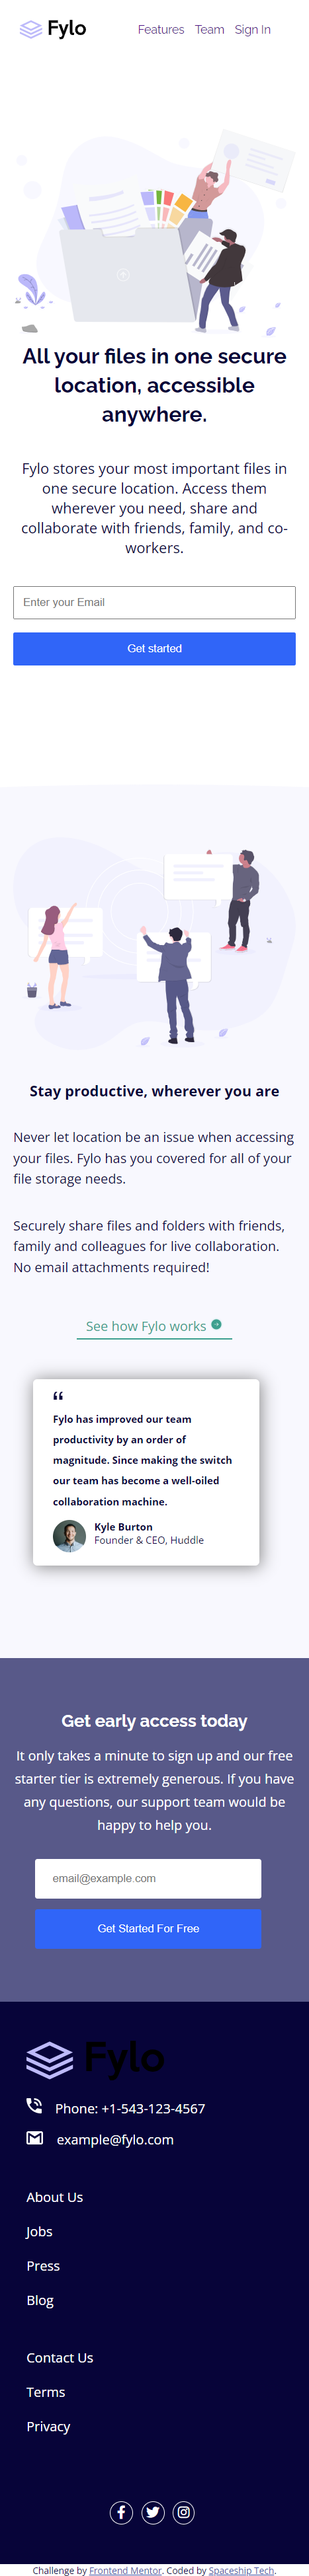 Fylo
Features Team Sign In
All your files in one secure
location, accessible
anywhere.
Fylo stores your most important files in
one secure location. Access them
wherever you need, share and
collaborate with friends, family, and co-
workers.
Enter your Email
Get started
Stay productive, wherever you are
Never let location be an issue when accessing
your files. Fylo has you covered for all of your
file storage needs.
Securely share files and folders with friends,
family and colleagues for live collaboration.
No email attachments required!
See how Fylo works
“
Fylo has improved our team
productivity by an order of
magnitude. Since making the switch
our team has become a well-oiled
collaboration machine.
Kyle Burton
Founder & CEO, Huddle
Get early access today
It only takes a minute to sign up and our free
starter tier is extremely generous. If you have
any questions, our support team would be
happy to help you.
email@example.com
Get Started For Free
Fylo
Phone: +1-543-123-4567
example@fylo.com
About Us
Jobs
Press
Blog
Contact Us
Terms
Privacy
Challenge by Frontend Mentor. Coded by Spaceship Tech.